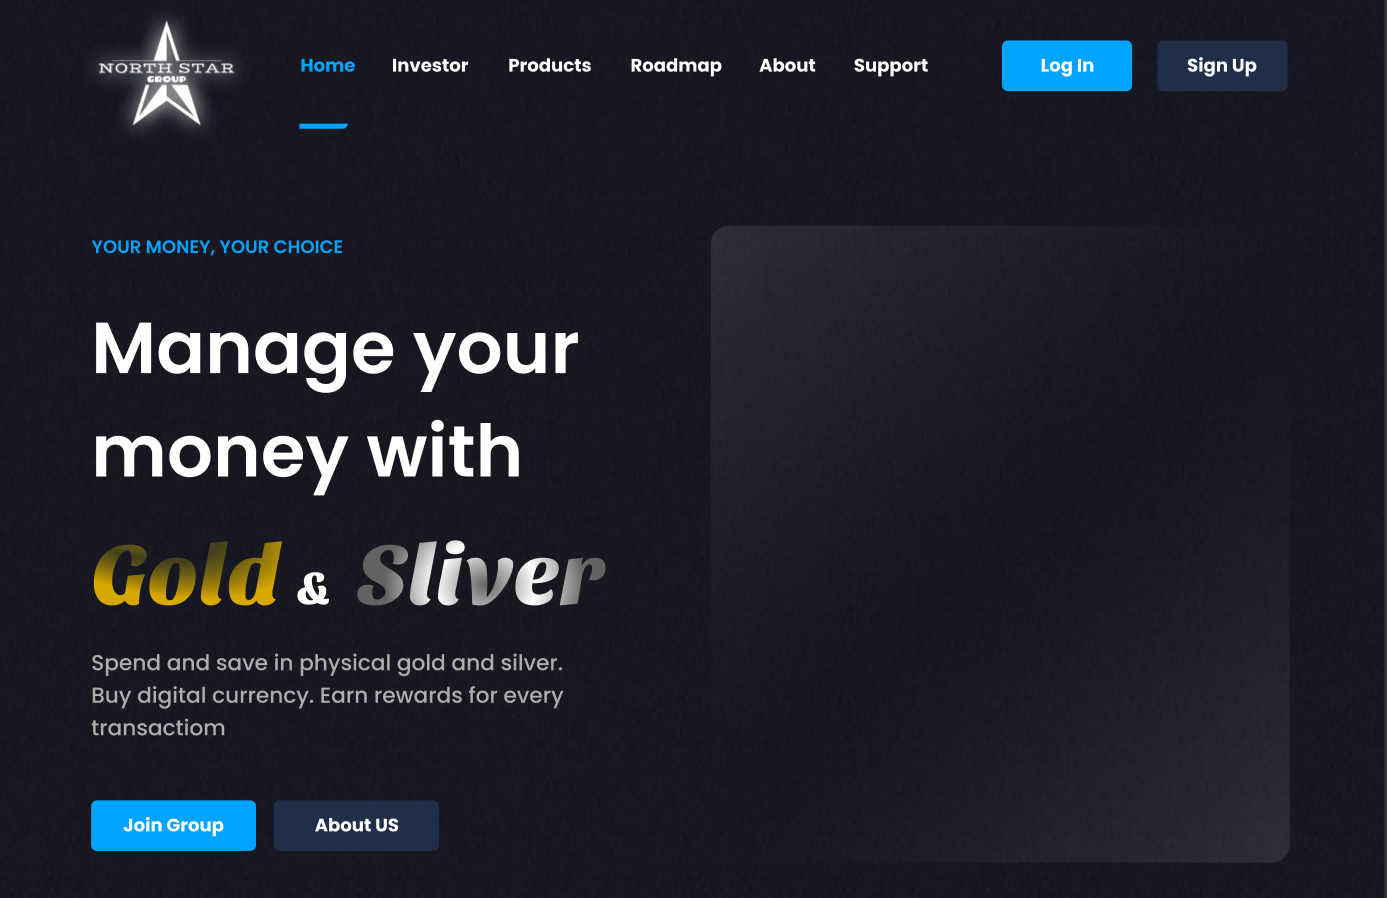 NORTH STAR
GROUP
Home Investor Products Roadmap About Support Log In Sign Up
YOUR MONEY, YOUR CHOICE
Manage your
money with
Gold & Sliver
Spend and save in physical gold and silver.
Buy digital currency. Earn rewards for every
transactiom
Join Group About US